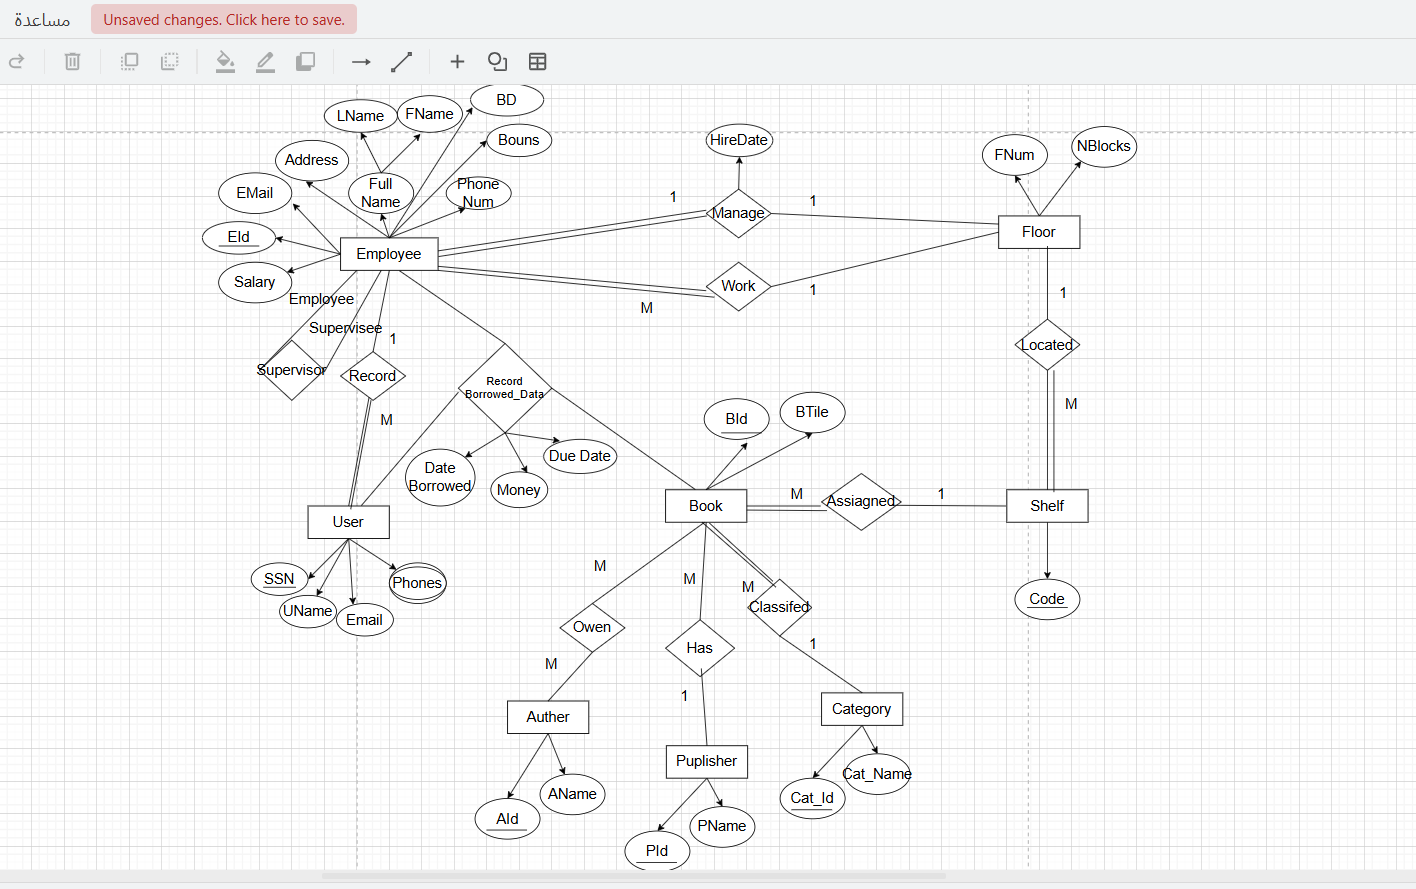 مساعدة
Unsaved changes. Click here to save.
BD
LName
FName
Bouns
HireDate
Address
FNum
NBlocks
EMail
Full
Name
Phone
Num
1
1
Manage
EId
Floor
Employee
Salary
Work
Employee
M
1
1
Supervisee
1
Located
Supervisor
Record
Record
Borrowed_Data
M
M
BId
BTile
Date
Borrowed
Due Date
Money
M
Assiagned
1
User
Book
Shelf
M
M
M
SSN
Phones
UName
Email
Classifed
Code
Owen
Has
1
M
1
Auther
Category
Puplisher
Cat_Name
AName
Cat_Id
AId
PName
PId